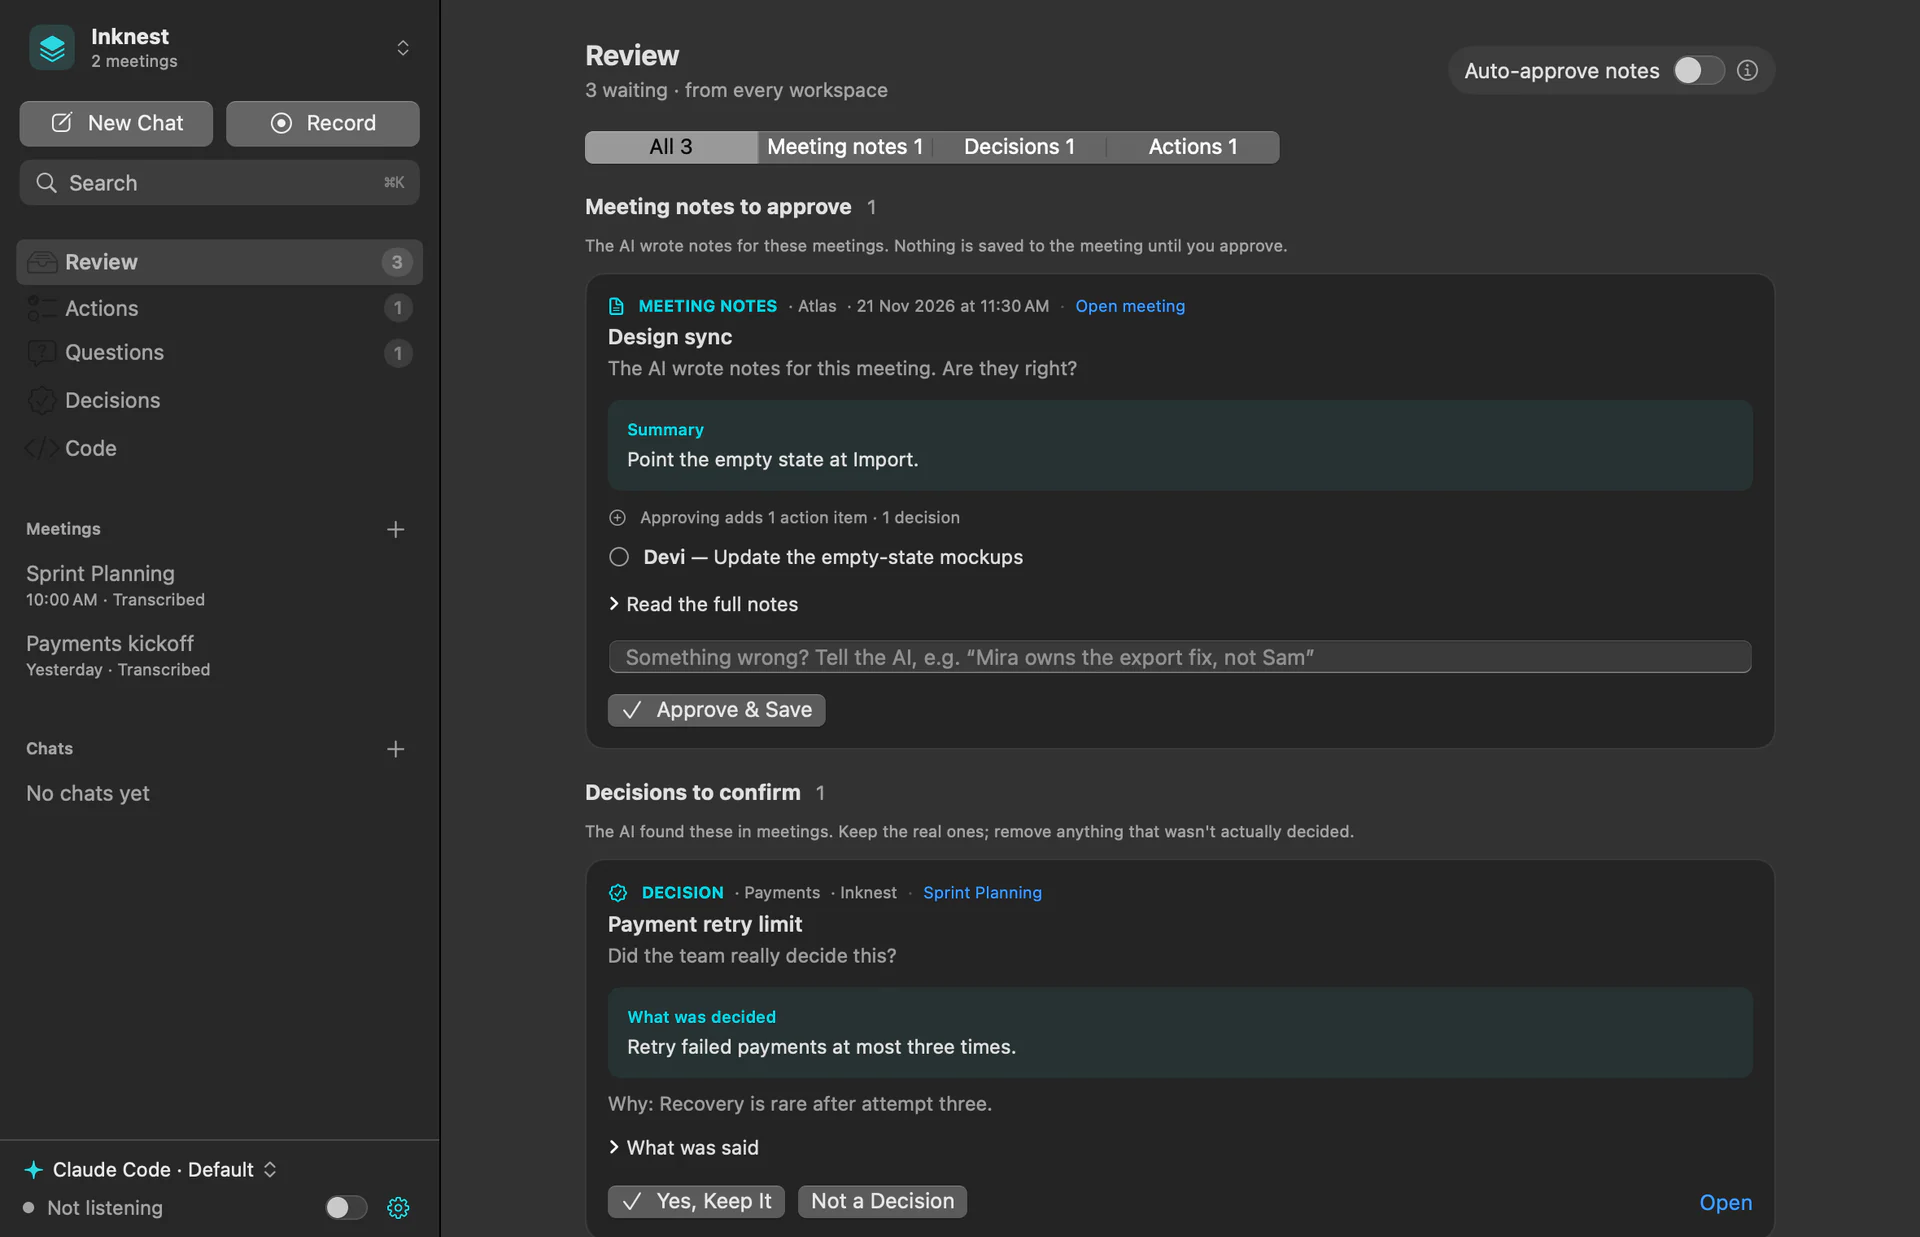 Inknest
2 meetings
New Chat
Record
Search
⌘K
Review
3
Actions
1
Questions
1
Decisions
Code
Meetings
Sprint Planning
10:00 AM · Transcribed
Payments kickoff
Yesterday · Transcribed
Chats
No chats yet
Claude Code · Default
Not listening
Review
3 waiting · from every workspace
Auto-approve notes
All 3
Meeting notes 1
Decisions 1
Actions 1
Meeting notes to approve 1
The AI wrote notes for these meetings. Nothing is saved to the meeting until you approve.
MEETING NOTES · Atlas · 21 Nov 2026 at 11:30 AM · Open meeting
Design sync
The AI wrote notes for this meeting. Are they right?
Summary
Point the empty state at Import.
Approving adds 1 action item · 1 decision
Devi — Update the empty-state mockups
Read the full notes
Something wrong? Tell the AI, e.g. “Mira owns the export fix, not Sam”
Approve & Save
Decisions to confirm 1
The AI found these in meetings. Keep the real ones; remove anything that wasn't actually decided.
DECISION · Payments · Inknest · Sprint Planning
Payment retry limit
Did the team really decide this?
What was decided
Retry failed payments at most three times.
Why: Recovery is rare after attempt three.
What was said
Yes, Keep It
Not a Decision
Open